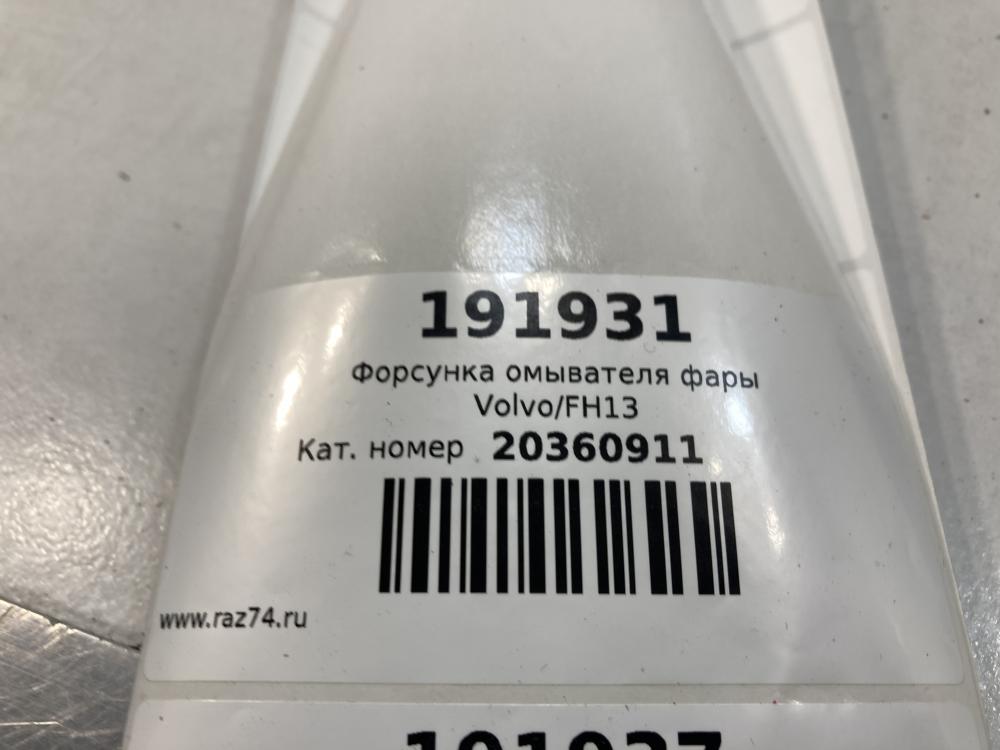 191931
Форсунка омывателя фары
Volvo/FH13
Кат. номер 20360911
www.raz74.ru